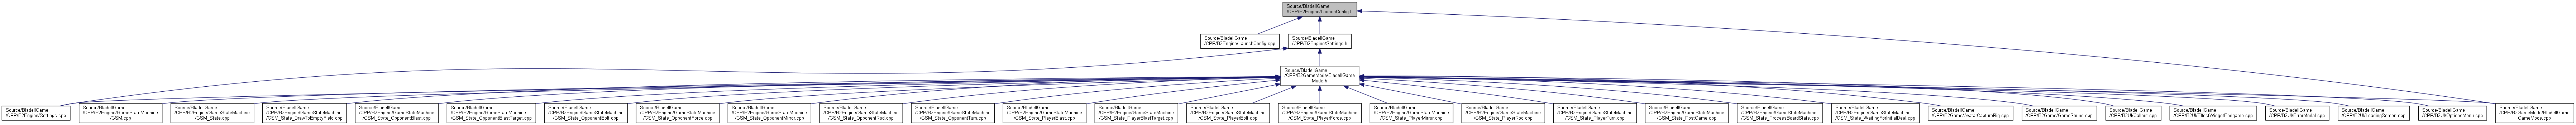 Source/BladeIIGame
/CPP/B2Engine/LaunchConfig.h
Source/BladeIIGame
/CPP/B2Engine/LaunchConfig.cpp
Source/BladeIIGame
/CPP/B2Engine/Settings.h
Source/BladeIIGame
/CPP/B2GameMode/BladeIIGame
Mode.h
Source/BladeIIGame
/CPP/B2Engine/Settings.cpp
Source/BladeIIGame
/CPP/B2Engine/GameStateMachine
/GSM.cpp
Source/BladeIIGame
/CPP/B2Engine/GameStateMachine
/GSM_State.cpp
Source/BladeIIGame
/CPP/B2Engine/GameStateMachine
/GSM_State_DrawToEmptyField.cpp
Source/BladeIIGame
/CPP/B2Engine/GameStateMachine
/GSM_State_OpponentBlast.cpp
Source/BladeIIGame
/CPP/B2Engine/GameStateMachine
/GSM_State_OpponentBlastTarget.cpp
Source/BladeIIGame
/CPP/B2Engine/GameStateMachine
/GSM_State_OpponentBolt.cpp
Source/BladeIIGame
/CPP/B2Engine/GameStateMachine
/GSM_State_OpponentForce.cpp
Source/BladeIIGame
/CPP/B2Engine/GameStateMachine
/GSM_State_OpponentMirror.cpp
Source/BladeIIGame
/CPP/B2Engine/GameStateMachine
/GSM_State_OpponentRod.cpp
Source/BladeIIGame
/CPP/B2Engine/GameStateMachine
/GSM_State_OpponentTurn.cpp
Source/BladeIIGame
/CPP/B2Engine/GameStateMachine
/GSM_State_PlayerBlast.cpp
Source/BladeIIGame
/CPP/B2Engine/GameStateMachine
/GSM_State_PlayerBlastTarget.cpp
Source/BladeIIGame
/CPP/B2Engine/GameStateMachine
/GSM_State_PlayerBolt.cpp
Source/BladeIIGame
/CPP/B2Engine/GameStateMachine
/GSM_State_PlayerForce.cpp
Source/BladeIIGame
/CPP/B2Engine/GameStateMachine
/GSM_State_PlayerMirror.cpp
Source/BladeIIGame
/CPP/B2Engine/GameStateMachine
/GSM_State_PlayerRod.cpp
Source/BladeIIGame
/CPP/B2Engine/GameStateMachine
/GSM_State_PlayerTurn.cpp
Source/BladeIIGame
/CPP/B2Engine/GameStateMachine
/GSM_State_PostGame.cpp
Source/BladeIIGame
/CPP/B2Engine/GameStateMachine
/GSM_State_ProcessBoardState.cpp
Source/BladeIIGame
/CPP/B2Engine/GameStateMachine
/GSM_State_WaitingForInitialDeal.cpp
Source/BladeIIGame
/CPP/B2Game/AvatarCaptureRig.cpp
Source/BladeIIGame
/CPP/B2Game/GameSound.cpp
Source/BladeIIGame
/CPP/B2UI/Callout.cpp
Source/BladeIIGame
/CPP/B2UI/EffectWidgetEndgame.cpp
Source/BladeIIGame
/CPP/B2UI/ErrorModal.cpp
Source/BladeIIGame
/CPP/B2UI/LoadingScreen.cpp
Source/BladeIIGame
/CPP/B2UI/OptionsMenu.cpp
Source/BladeIIGame
/CPP/B2GameMode/BladeIIGame
GameMode.cpp